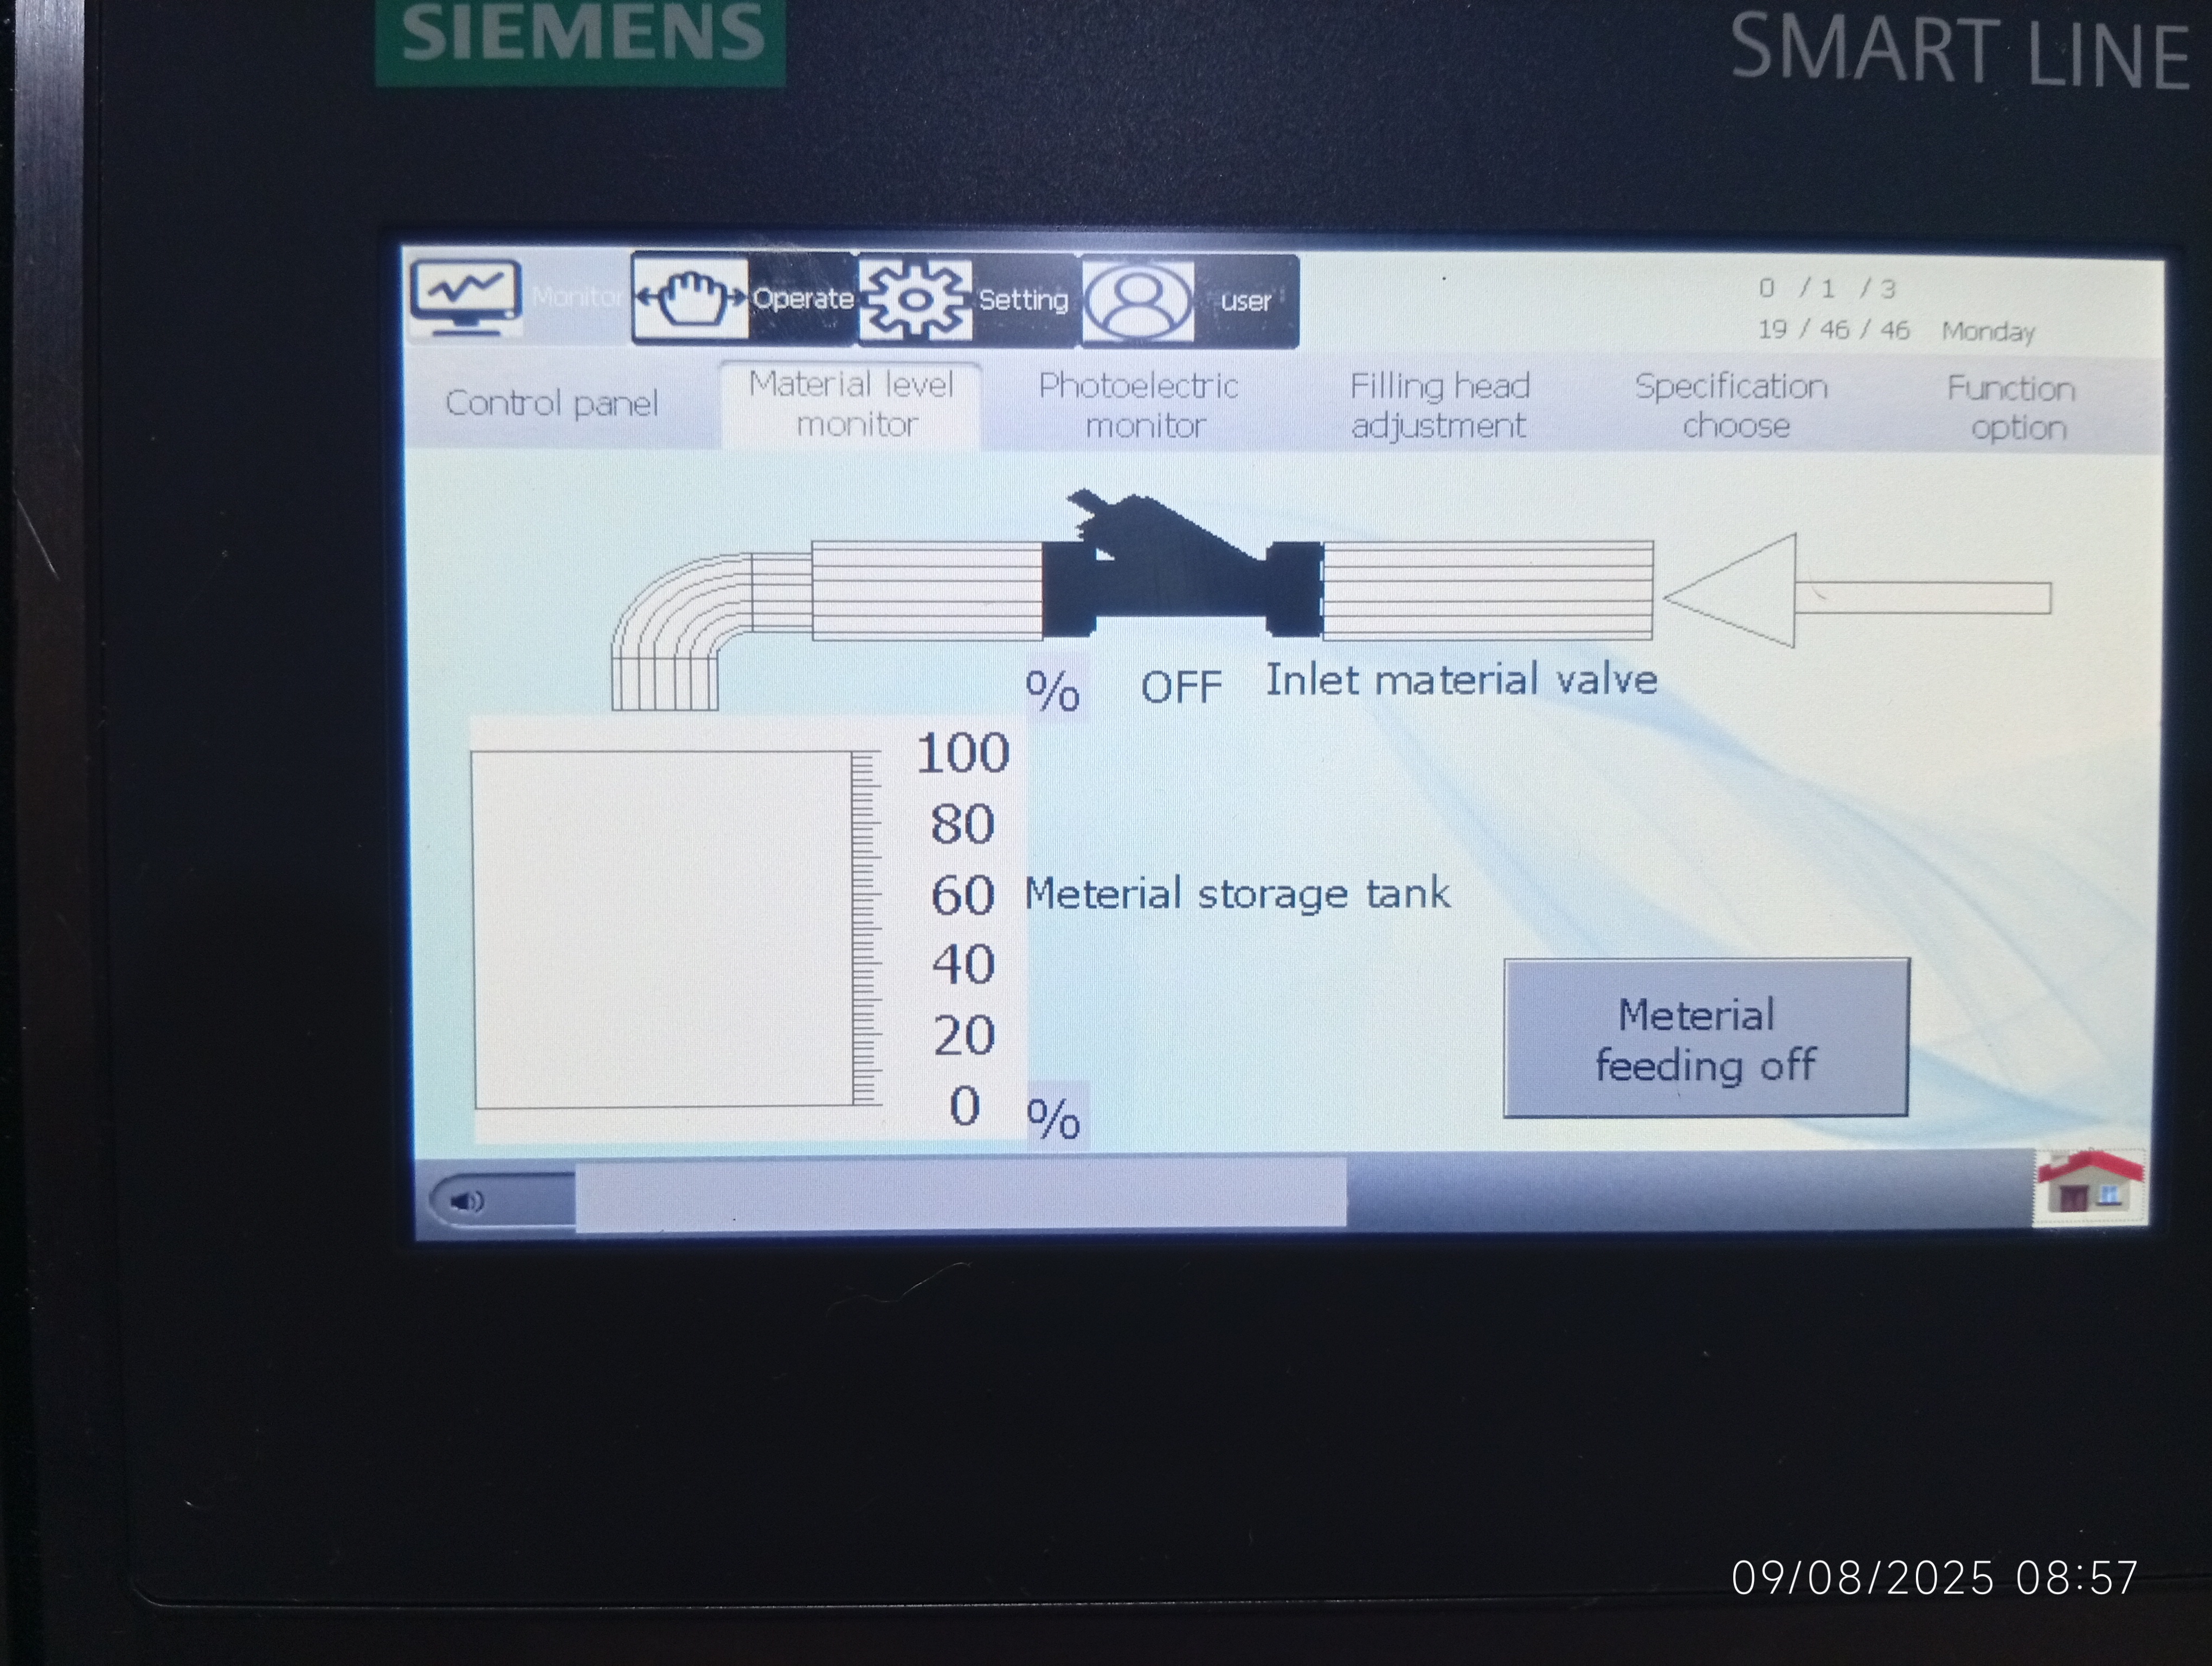 SIEMENS
SMART LINE
Monitor Operate Setting user
0 / 1 / 3
19 / 46 / 46 Monday
Control panel
Material level
monitor
Photoelectric
monitor
Filling head
adjustment
Specification
choose
Function
option
% OFF Inlet material valve
100
80
60 Meterial storage tank
40
20
0 %
Meterial
feeding off
09/08/2025 08:57